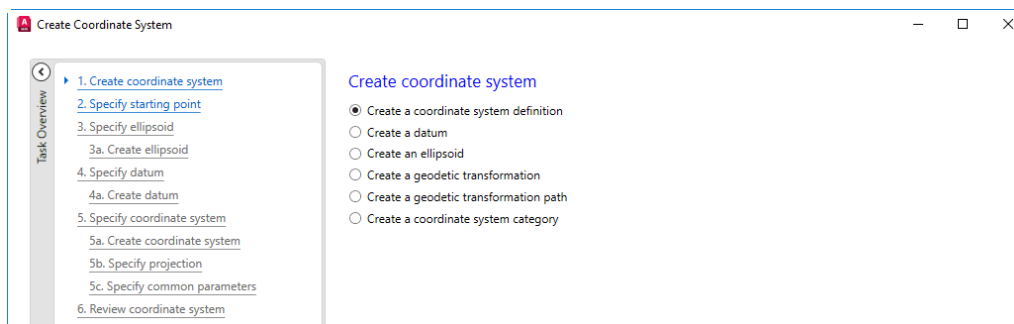 Create Coordinate System
Task Overview
1. Create coordinate system
2. Specify starting point
3. Specify ellipsoid
3a. Create ellipsoid
4. Specify datum
4a. Create datum
5. Specify coordinate system
5a. Create coordinate system
5b. Specify projection
5c. Specify common parameters
6. Review coordinate system
Create coordinate system
Create a coordinate system definition
Create a datum
Create an ellipsoid
Create a geodetic transformation
Create a geodetic transformation path
Create a coordinate system category